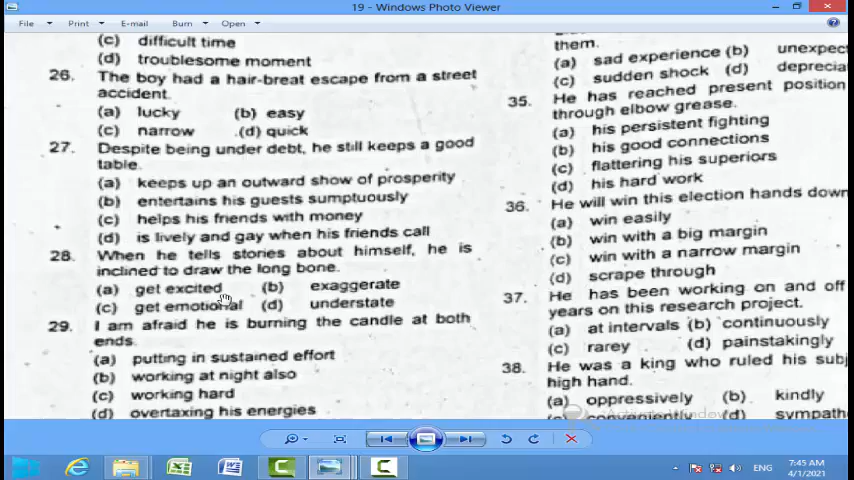 19 - Windows Photo Viewer
File Print E-mail Burn Open
(c) difficult time
(d) troublesome moment
26. The boy had a hair-breat escape from a street
accident.
(a) lucky (b) easy
(c) narrow (d) quick
27. Despite being under debt, he still keeps a good
table.
(a) keeps up an outward show of prosperity
(b) entertains his guests sumptuously
(c) helps his friends with money
(d) is lively and gay when his friends call
28. When he tells stories about himself, he is
inclined to draw the long bone.
(a) get excited (b) exaggerate
(c) get emotional (d) understate
29. I am afraid he is burning the candle at both
ends.
(a) putting in sustained effort
(b) working at night also
(c) working hard
(d) overtaxing his energies
them.
(a) sad experience (b) unexpect
(c) sudden shock (d) deprecia
35. He has reached present position
through elbow grease.
(a) his persistent fighting
(b) his good connections
(c) flattering his superiors
(d) his hard work
36. He will win this election hands down
(a) win easily
(b) win with a big margin
(c) win with a narrow margin
(d) scrape through
37. He has been working on and off
years on this research project.
(a) at intervals (b) continuously
(c) rarey (d) painstakingly
38. He was a king who ruled his subj
high hand.
(a) oppressively (b) kindly
(c) conveniently (d) sympath
ENG
7:45 AM
4/1/2021